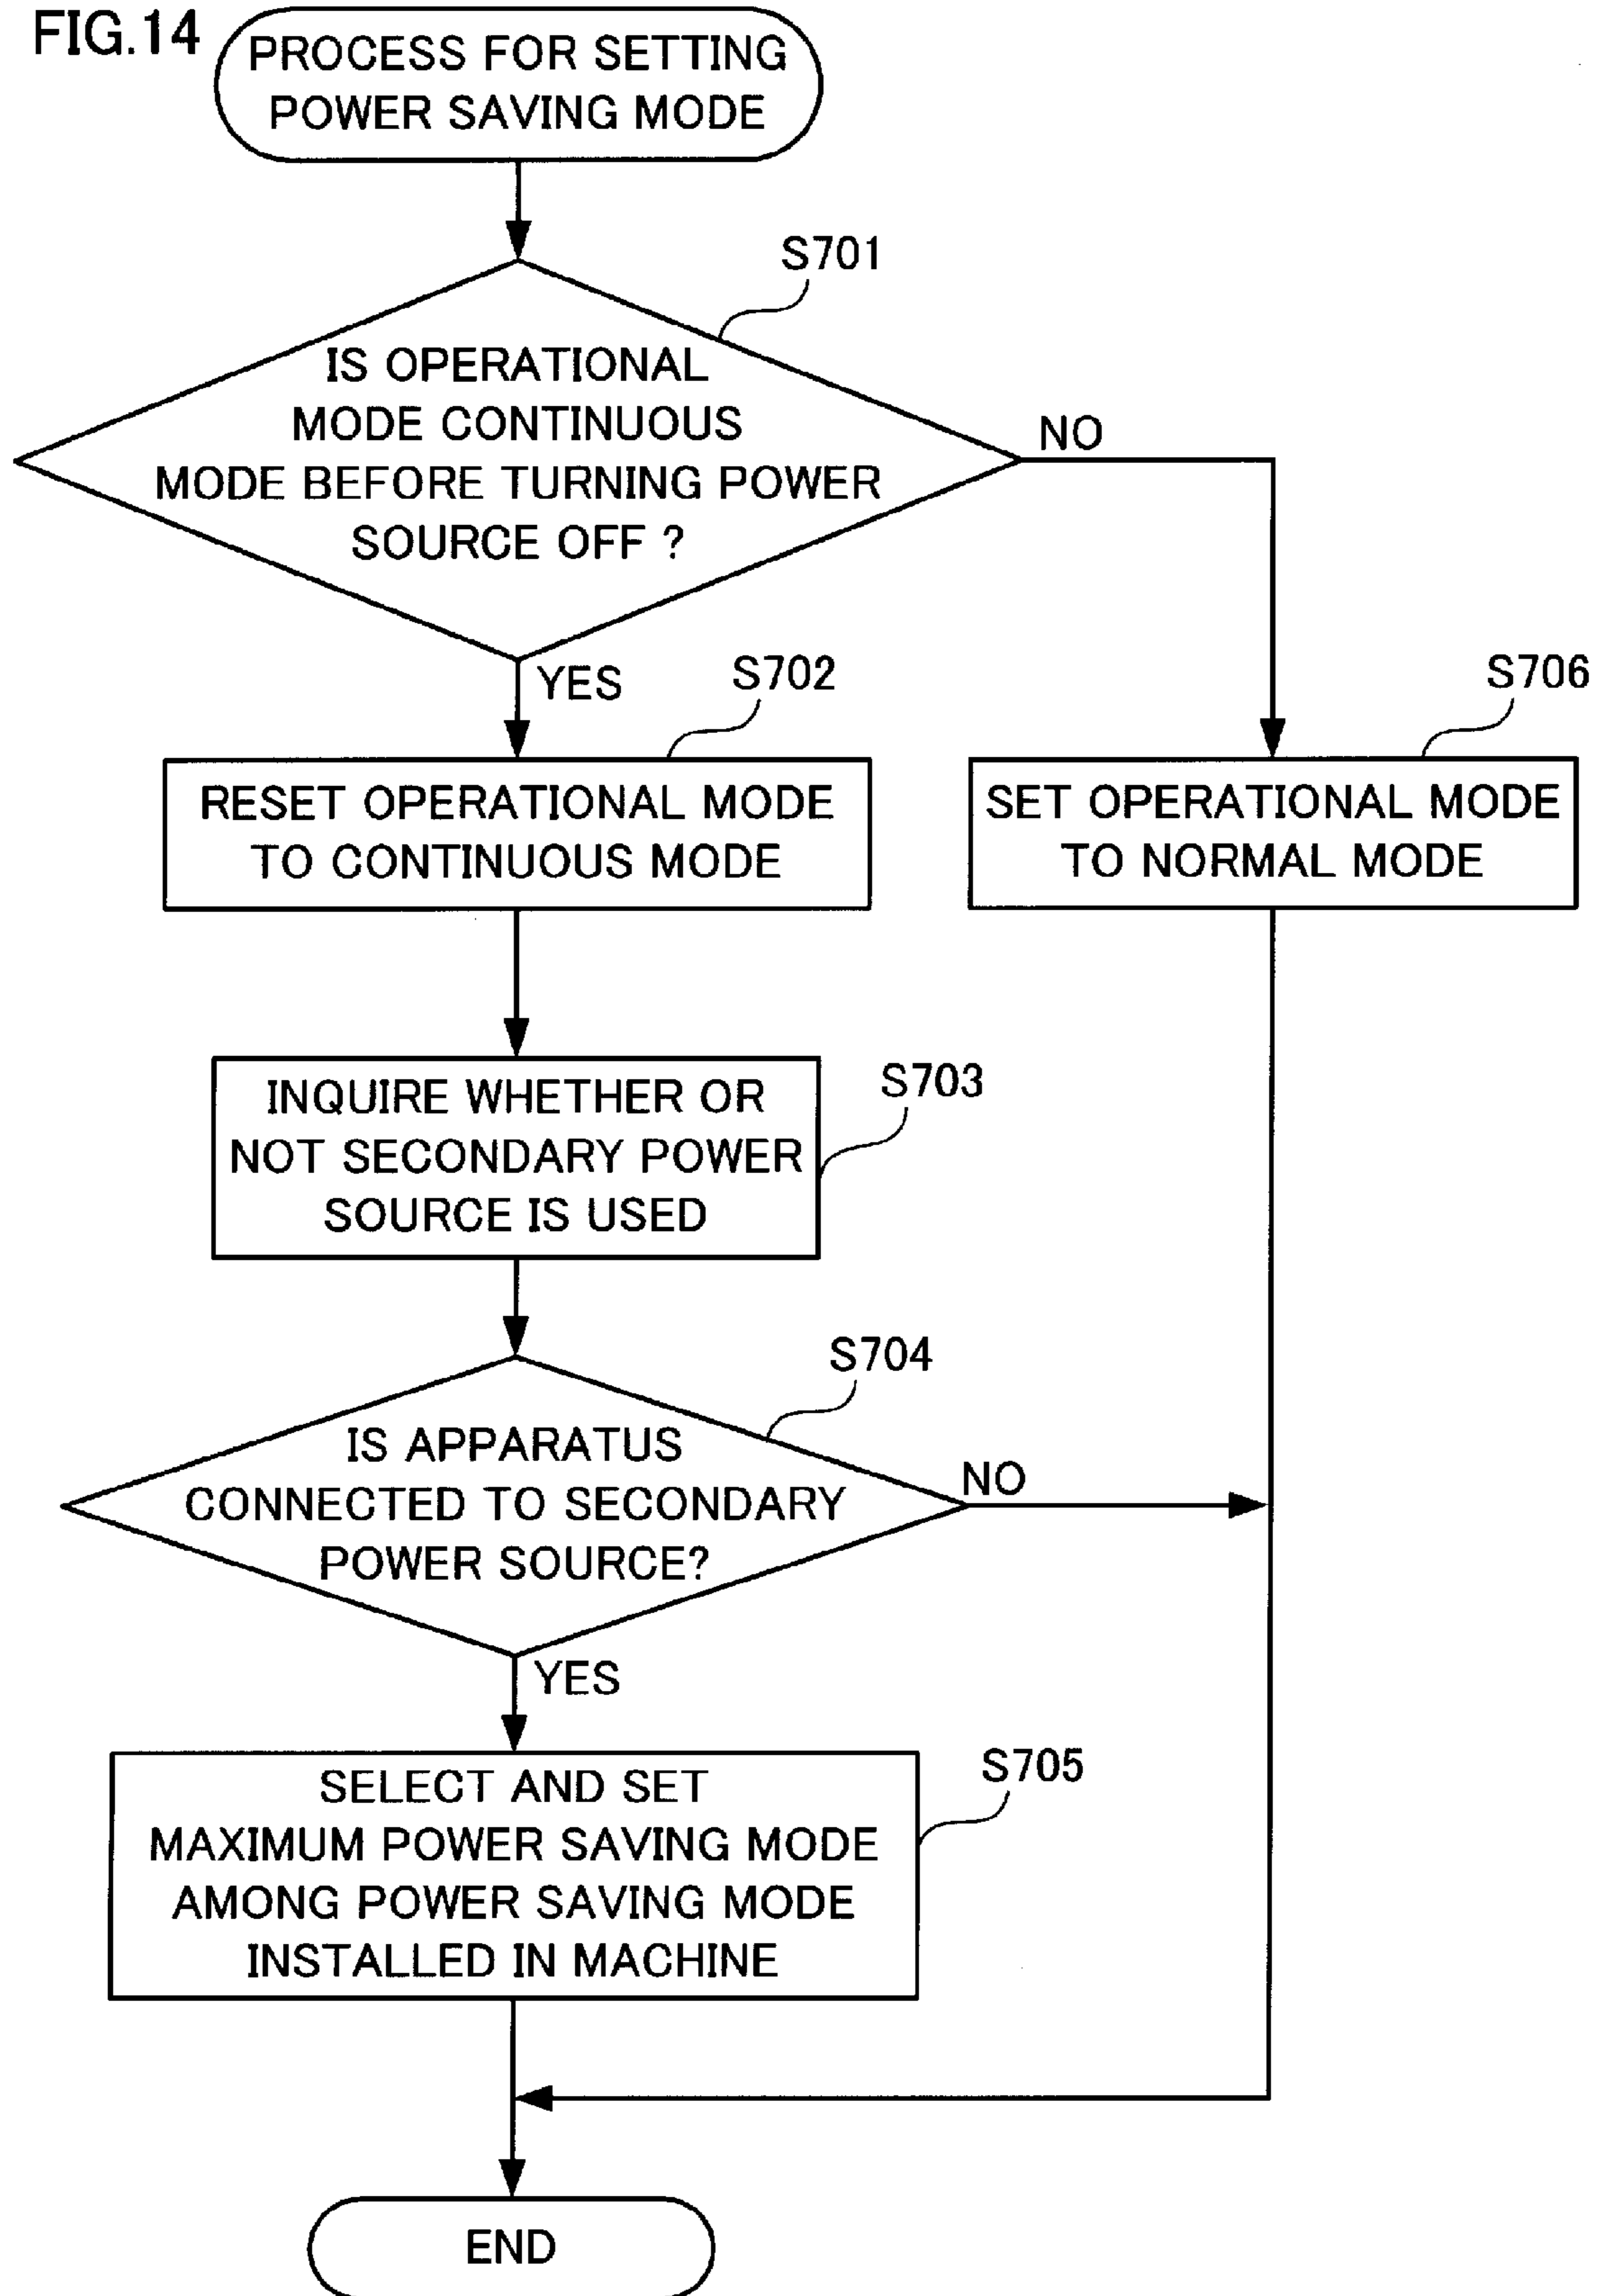 FIG.14
PROCESS FOR SETTING
POWER SAVING MODE
S701
IS OPERATIONAL
MODE CONTINUOUS
MODE BEFORE TURNING POWER
SOURCE OFF ?
NO
YES
S702
RESET OPERATIONAL MODE
TO CONTINUOUS MODE
S706
SET OPERATIONAL MODE
TO NORMAL MODE
S703
INQUIRE WHETHER OR
NOT SECONDARY POWER
SOURCE IS USED
S704
IS APPARATUS
CONNECTED TO SECONDARY
POWER SOURCE?
NO
YES
S705
SELECT AND SET
MAXIMUM POWER SAVING MODE
AMONG POWER SAVING MODE
INSTALLED IN MACHINE
END